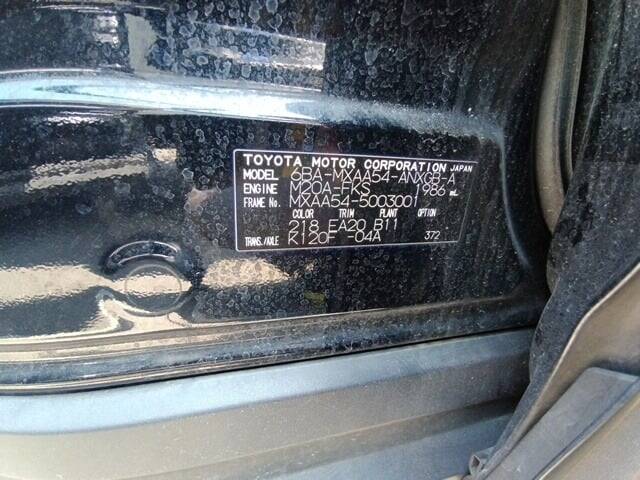 TOYOTA MOTOR CORPORATION JAPAN
MODEL 6BA-MXAA54-ANXGB-A
ENGINE M20A-FKS 1986 mL
FRAME No. MXAA54-5003001
COLOR TRIM PLANT OPTION
218 EA20 B11
TRANS./AXLE K120F -04A 372